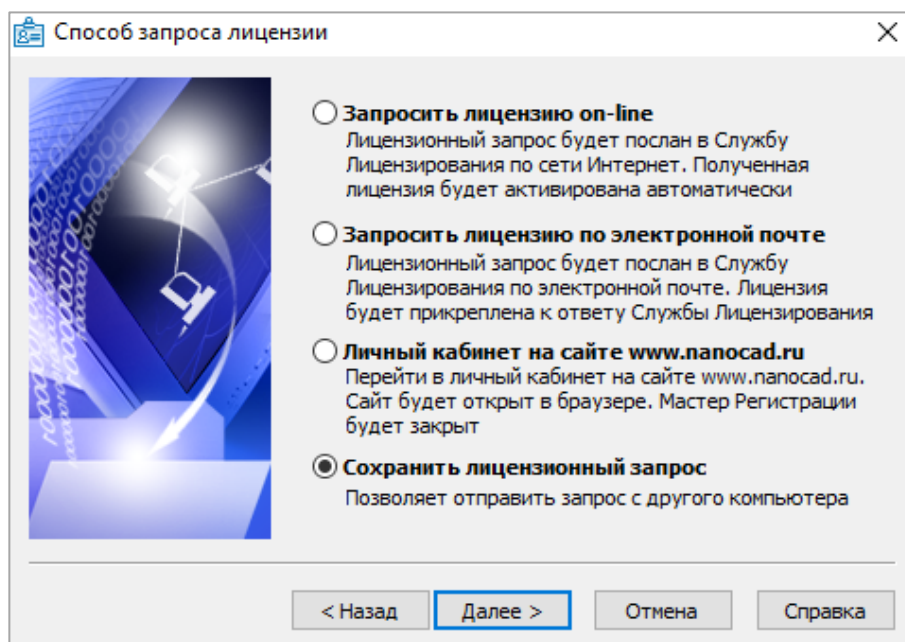 Способ запроса лицензии
Запросить лицензию on-line
Лицензионный запрос будет послан в Службу
Лицензирования по сети Интернет. Полученная
лицензия будет активирована автоматически
Запросить лицензию по электронной почте
Лицензионный запрос будет послан в Службу
Лицензирования по электронной почте. Лицензия
будет прикреплена к ответу Службы Лицензирования
Личный кабинет на сайте www.nanocad.ru
Перейти в личный кабинет на сайте www.nanocad.ru.
Сайт будет открыт в браузере. Мастер Регистрации
будет закрыт
Сохранить лицензионный запрос
Позволяет отправить запрос с другого компьютера
< Назад Далее > Отмена Справка